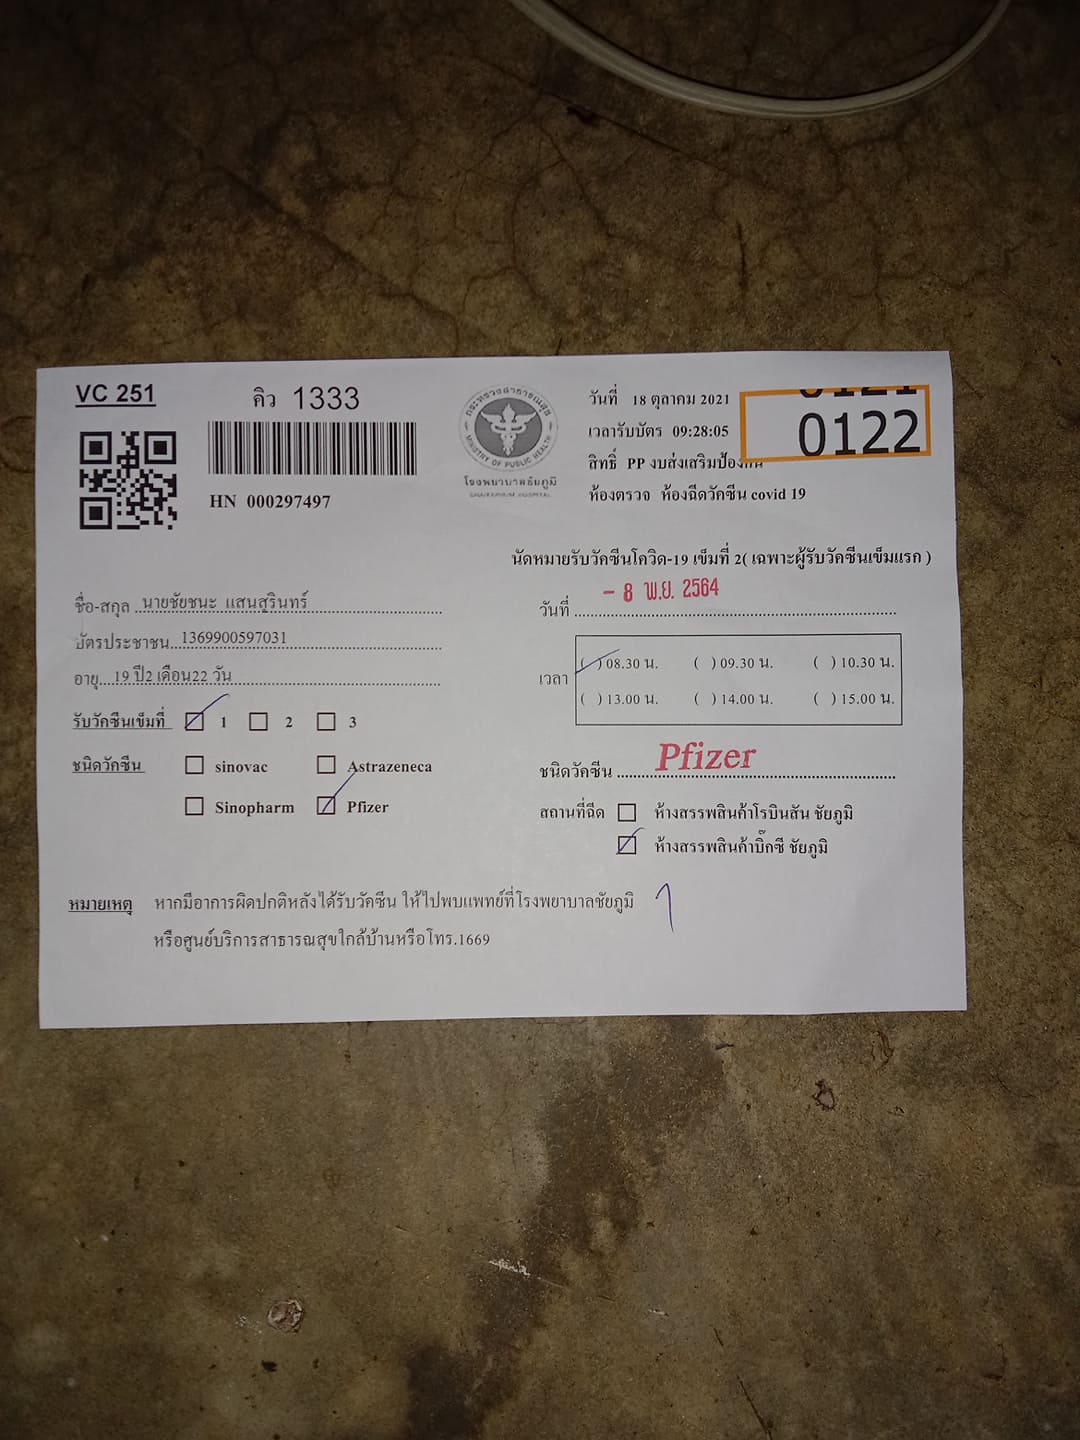 VC 251
คิว 1333
HN 000297497
กระทรวงสาธารณสุข
MINISTRY OF PUBLIC HEALTH
โรงพยาบาลชัยภูมิ
CHAIYAPHUM HOSPITAL
วันที่ 18 ตุลาคม 2021
เวลารับบัตร 09:28:05
สิทธิ์ PP งบส่งเสริมป้องกัน
ห้องตรวจ ห้องฉีดวัคซีน covid 19
0121
0122
ชื่อ-สกุล นายชัยชนะ แสนสุรินทร์
บัตรประชาชน 1369900597031
อายุ 19 ปี2 เดือน22 วัน
รับวัคซีนเข็มที่ 1 2 3
ชนิดวัคซีน sinovac Astrazeneca
Sinopharm Pfizer
นัดหมายรับวัคซีนโควิด-19 เข็มที่ 2( เฉพาะผู้รับวัคซีนเข็มแรก )
วันที่ - 8 พ.ย. 2564
เวลา ( ) 08.30 น. ( ) 09.30 น. ( ) 10.30 น.
( ) 13.00 น. ( ) 14.00 น. ( ) 15.00 น.
ชนิดวัคซีน Pfizer
สถานที่ฉีด ห้างสรรพสินค้าโรบินสัน ชัยภูมิ
ห้างสรรพสินค้าบิ๊กซี ชัยภูมิ
หมายเหตุ หากมีอาการผิดปกติหลังได้รับวัคซีน ให้ไปพบแพทย์ที่โรงพยาบาลชัยภูมิ
หรือศูนย์บริการสาธารณสุขใกล้บ้านหรือโทร.1669